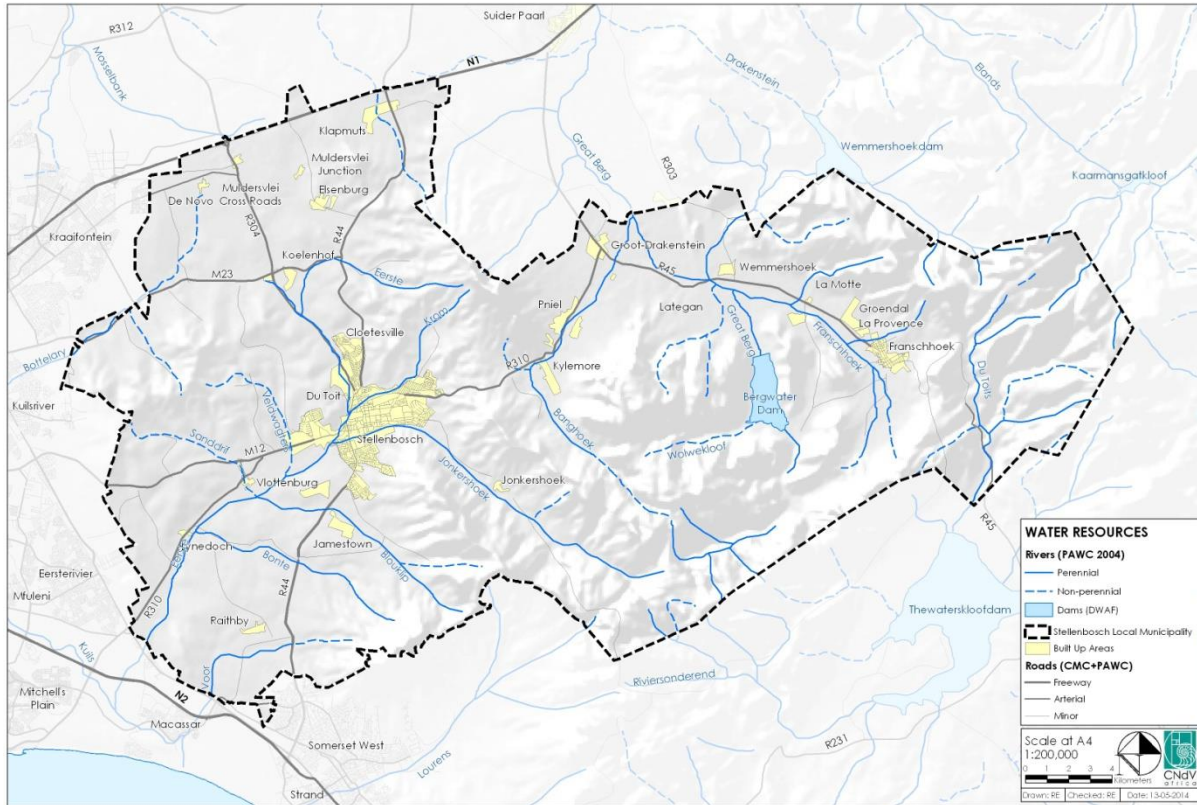 Suider Paarl
R312
Mosselbank
N1
Drakenstein
Elands
Klapmuts
Great Berg
Wemmershoekdam
Muldersvlei
Junction
R303
Kaarmansgatkloof
Muldersvlei
De Novo Cross Roads
Elsenburg
Kraaifontein
R304
R44
Groot-Drakenstein
Koelenhof
M23
Eerste
R45
Wemmershoek
La Motte
Krom
Pniel
Lategan
Groendal
La Provence
Cloetesville
Great Berg
Franschhoek
Franschhoek
Bottelary
R310
Kylemore
Du Toits
Kuilsriver
Du Toit
Bergwater
Dam
Veldwagters
Sanddrif
Stellenbosch
Banghoek
Wolwekloof
M12
Vlottenburg
Jonkershoek
Jonkershoek
R45
Lynedoch
Jamestown
Blouklip
Eerste
Bonte
Eersterivier
R44
Mfuleni
R310
Raithby
Thewaterskloofdam
Kuils
Voor
Riviersonderend
Mitchell's
Plain
N2
Macassar
Somerset West
R231
Lourens
Strand
WATER RESOURCES
Rivers (PAWC 2004)
Perennial
Non-perennial
Dams (DWAF)
Stellenbosch Local Municipality
Built Up Areas
Roads (CMC+PAWC)
Freeway
Arterial
Minor
Scale at A4
1:200,000
0 1 2 3 4
Kilometers
CNdV
africa
Drawn: RE Checked: RE Date: 13-05-2014